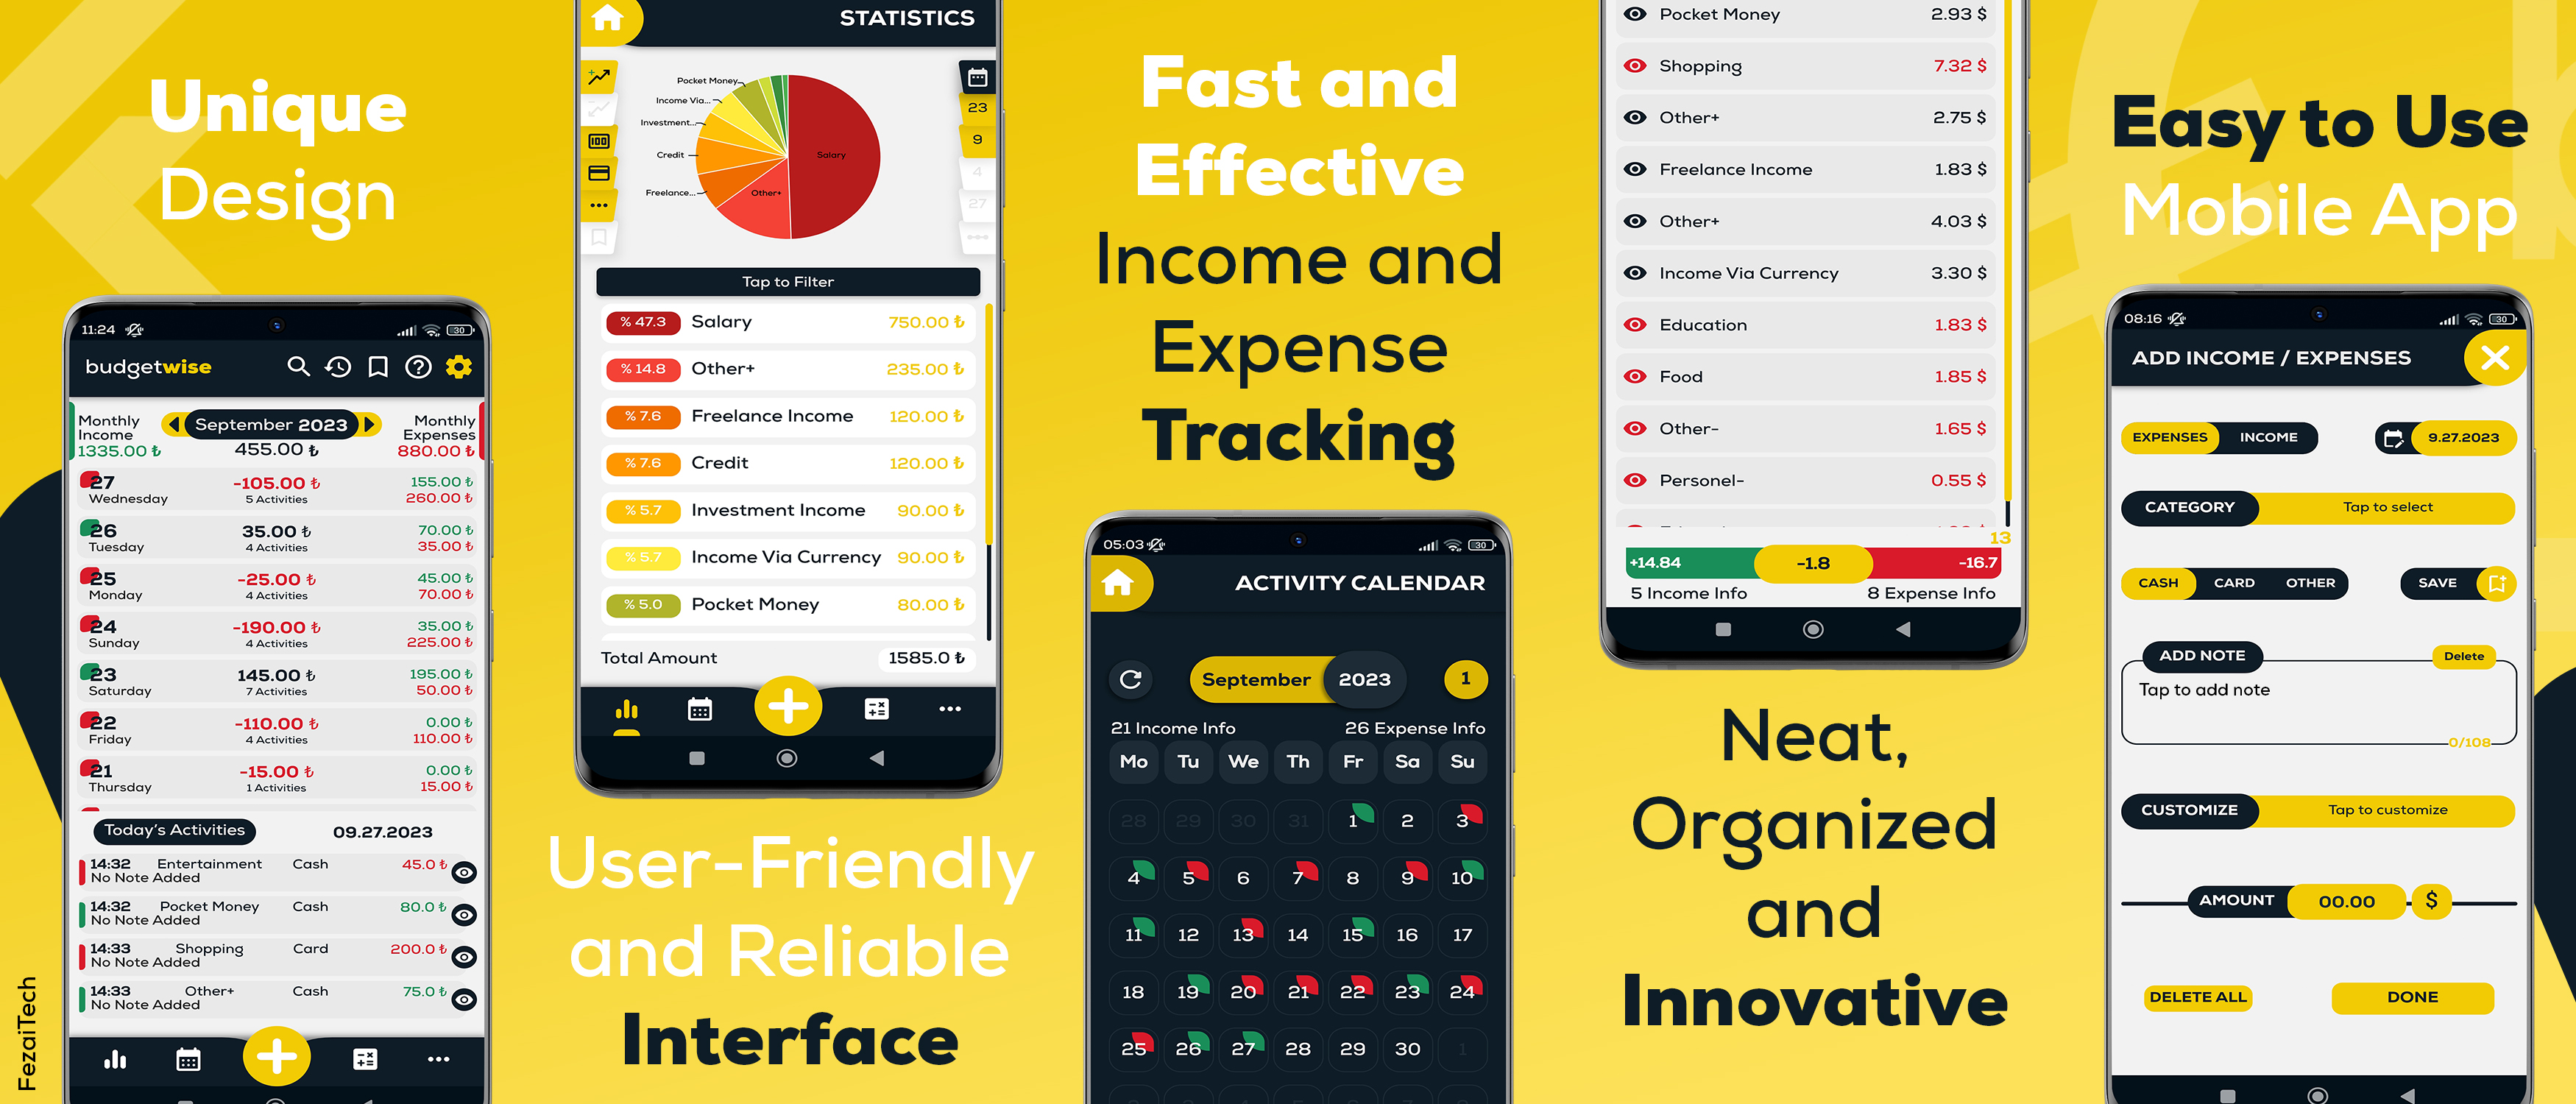 Unique
Design
11:24
30
budgetwise
Monthly
Income
1335.00 ₺
September 2023
455.00 ₺
Monthly
Expenses
880.00 ₺
27
Wednesday
-105.00 ₺
5 Activities
155.00 ₺
260.00 ₺
26
Tuesday
35.00 ₺
4 Activities
70.00 ₺
35.00 ₺
25
Monday
-25.00 ₺
4 Activities
45.00 ₺
70.00 ₺
24
Sunday
-190.00 ₺
4 Activities
35.00 ₺
225.00 ₺
23
Saturday
145.00 ₺
7 Activities
195.00 ₺
50.00 ₺
22
Friday
-110.00 ₺
4 Activities
0.00 ₺
110.00 ₺
21
Thursday
-15.00 ₺
1 Activities
0.00 ₺
15.00 ₺
Today's Activities 09.27.2023
14:32 Entertainment Cash 45.0 ₺
No Note Added
14:32 Pocket Money Cash 80.0 ₺
No Note Added
14:33 Shopping Card 200.0 ₺
No Note Added
14:33 Other+ Cash 75.0 ₺
No Note Added
FezaiTech
STATISTICS
Pocket Money
Income Via...
Investment...
Credit
Freelance...
Other+
Salary
100
23
9
4
27
Tap to Filter
% 47.3 Salary 750.00 ₺
% 14.8 Other+ 235.00 ₺
% 7.6 Freelance Income 120.00 ₺
% 7.6 Credit 120.00 ₺
% 5.7 Investment Income 90.00 ₺
% 5.7 Income Via Currency 90.00 ₺
% 5.0 Pocket Money 80.00 ₺
Total Amount 1585.0 ₺
User-Friendly
and Reliable
Interface
Fast and
Effective
Income and
Expense
Tracking
05:03
30
ACTIVITY CALENDAR
September 2023 1
21 Income Info 26 Expense Info
Mo Tu We Th Fr Sa Su
28 29 30 31 1 2 3
4 5 6 7 8 9 10
11 12 13 14 15 16 17
18 19 20 21 22 23 24
25 26 27 28 29 30 1
Pocket Money 2.93 $
Shopping 7.32 $
Other+ 2.75 $
Freelance Income 1.83 $
Other+ 4.03 $
Income Via Currency 3.30 $
Education 1.83 $
Food 1.85 $
Other- 1.65 $
Personel- 0.55 $
13
+14.84 -1.8 -16.7
5 Income Info 8 Expense Info
Neat,
Organized
and
Innovative
Easy to Use
Mobile App
08:16
30
ADD INCOME / EXPENSES
EXPENSES INCOME 9.27.2023
CATEGORY Tap to select
CASH CARD OTHER SAVE
ADD NOTE Delete
Tap to add note
0/108
CUSTOMIZE Tap to customize
AMOUNT 00.00 $
DELETE ALL DONE